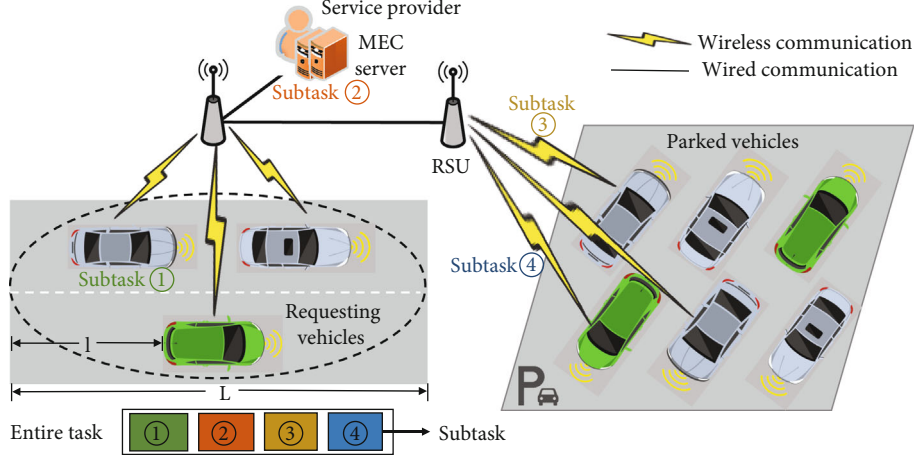 Service provider
MEC
server
Subtask ②
Wireless communication
Wired communication
Subtask
③
RSU
Parked vehicles
Subtask ①
Subtask ④
Requesting
vehicles
l
L
P
Entire task
① ② ③ ④
Subtask